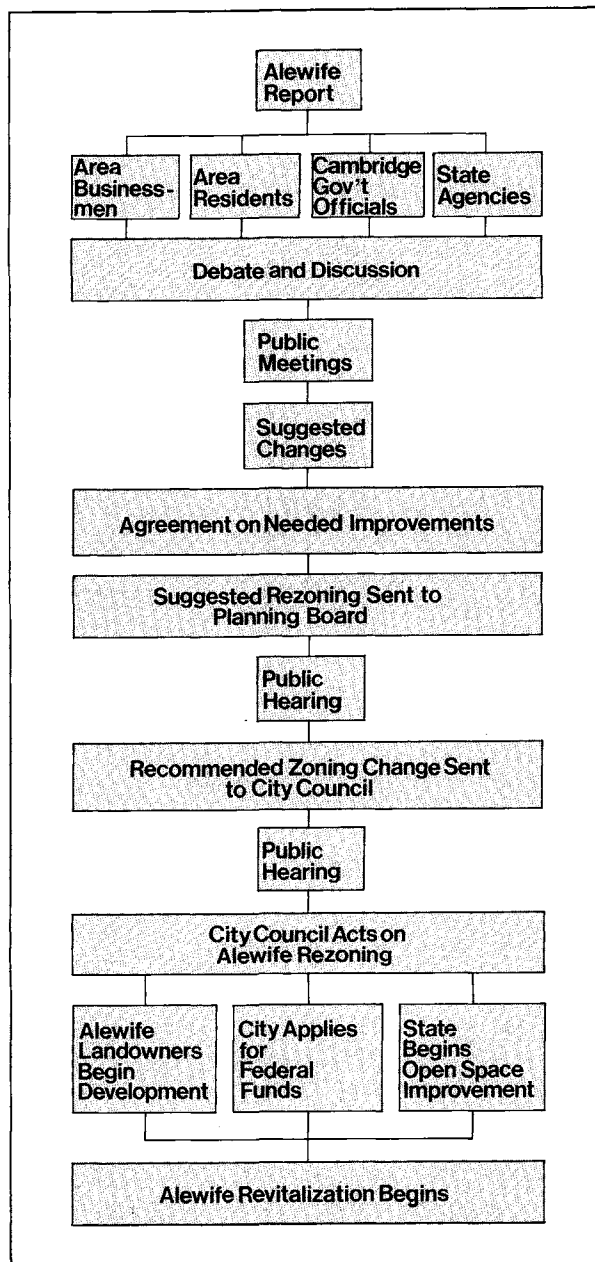 Alewife
Report
Area
Business-
men
Area
Residents
Cambridge
Gov't
Officials
State
Agencies
Debate and Discussion
Public
Meetings
Suggested
Changes
Agreement on Needed Improvements
Suggested Rezoning Sent to
Planning Board
Public
Hearing
Recommended Zoning Change Sent
to City Council
Public
Hearing
City Council Acts on
Alewife Rezoning
Alewife
Landowners
Begin
Development
City Applies
for
Federal
Funds
State
Begins
Open Space
Improvement
Alewife Revitalization Begins